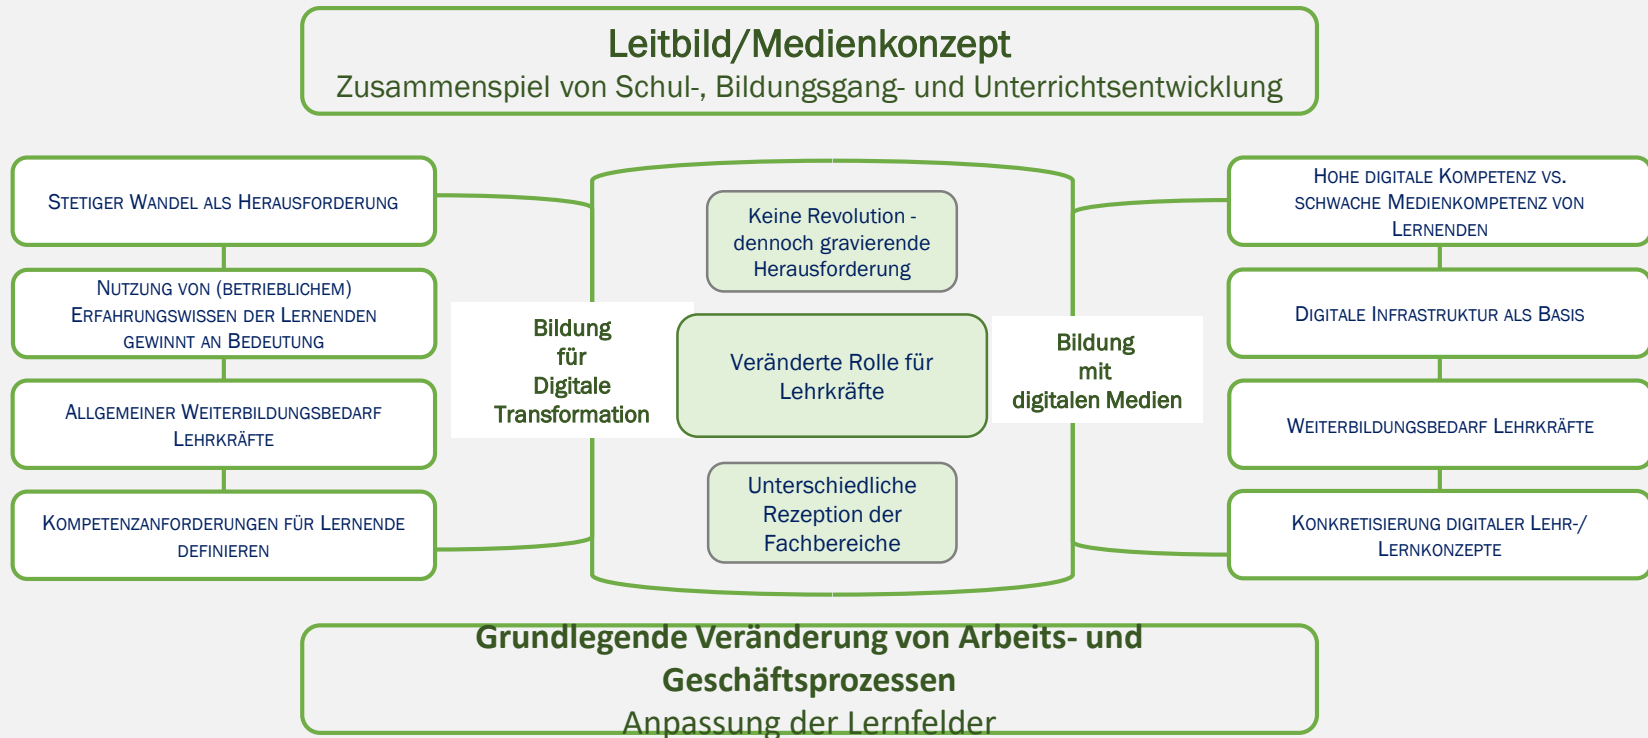 Leitbild/Medienkonzept
Zusammenspiel von Schul-, Bildungsgang- und Unterrichtsentwicklung
STETIGER WANDEL ALS HERAUSFORDERUNG
NUTZUNG VON (BETRIEBLICHEM)
ERFAHRUNGSWISSEN DER LERNENDEN
GEWINNT AN BEDEUTUNG
ALLGEMEINER WEITERBILDUNGSBEDARF
LEHRKRÄFTE
KOMPETENZANFORDERUNGEN FÜR LERNENDE
DEFINIEREN
Bildung
für
Digitale
Transformation
Keine Revolution -
dennoch gravierende
Herausforderung
Veränderte Rolle für
Lehrkräfte
Unterschiedliche
Rezeption der
Fachbereiche
Bildung
mit
digitalen Medien
HOHE DIGITALE KOMPETENZ VS.
SCHWACHE MEDIENKOMPETENZ VON
LERNENDEN
DIGITALE INFRASTRUKTUR ALS BASIS
WEITERBILDUNGSBEDARF LEHRKRÄFTE
KONKRETISIERUNG DIGITALER LEHR-/
LERNKONZEPTE
Grundlegende Veränderung von Arbeits- und
Geschäftsprozessen
Anpassung der Lernfelder